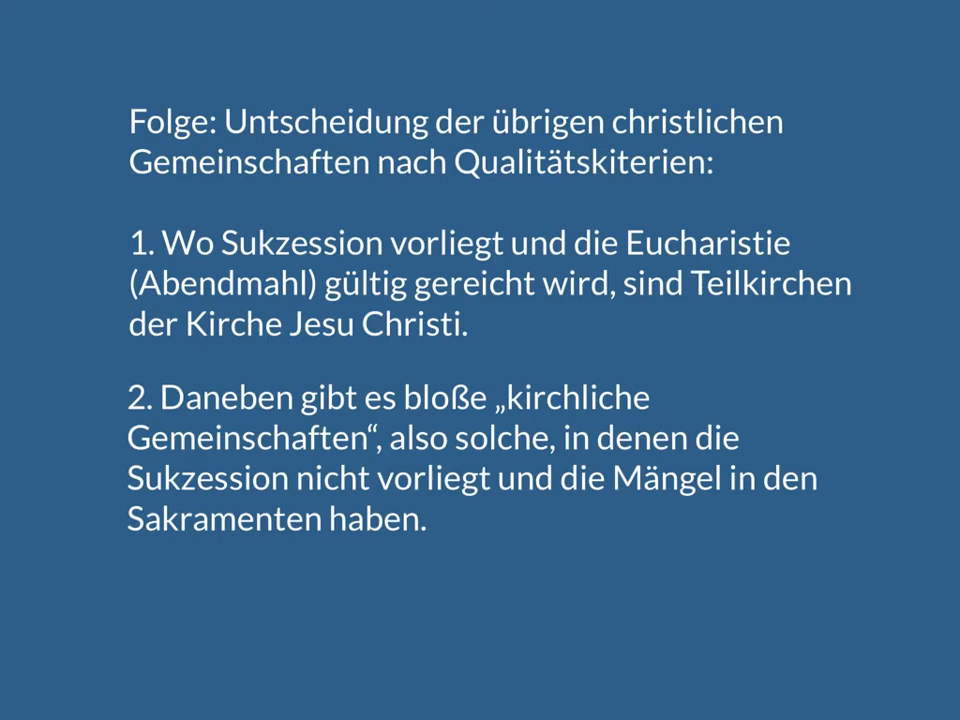 Folge: Untscheidung der übrigen christlichen
Gemeinschaften nach Qualitätskiterien:
1. Wo Sukzession vorliegt und die Eucharistie
(Abendmahl) gültig gereicht wird, sind Teilkirchen
der Kirche Jesu Christi.
2. Daneben gibt es bloße „kirchliche
Gemeinschaften“, also solche, in denen die
Sukzession nicht vorliegt und die Mängel in den
Sakramenten haben.